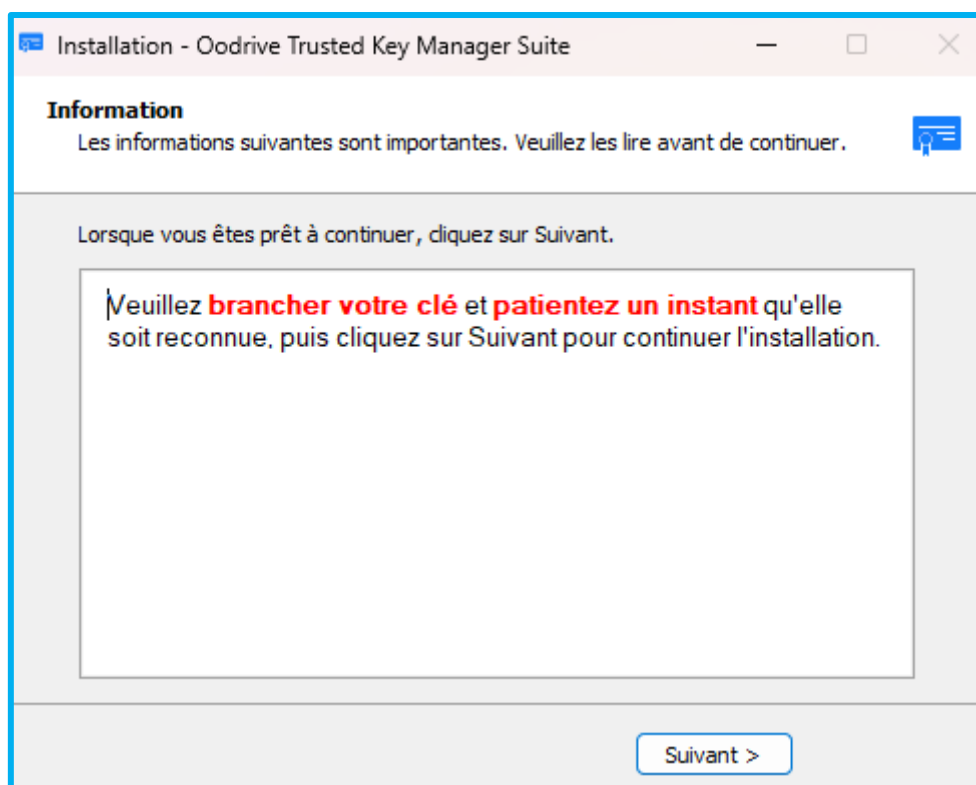 Installation - Oodrive Trusted Key Manager Suite
Information
Les informations suivantes sont importantes. Veuillez les lire avant de continuer.
Lorsque vous êtes prêt à continuer, cliquez sur Suivant.
Veuillez brancher votre clé et patientez un instant qu'elle
soit reconnue, puis cliquez sur Suivant pour continuer l'installation.
Suivant >